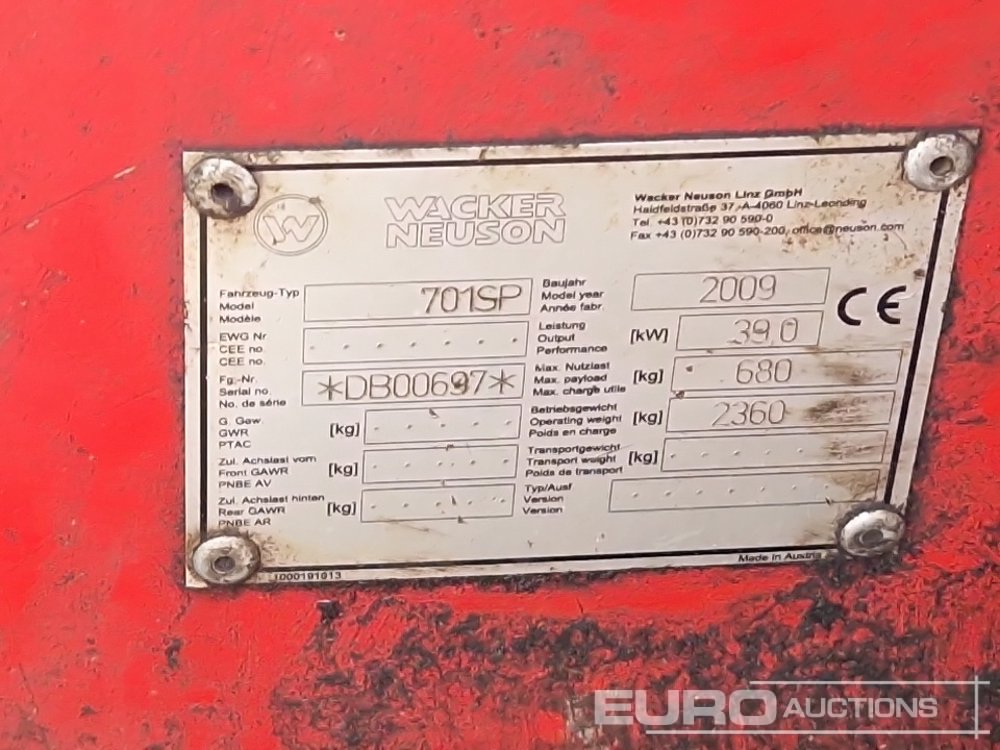 W
WACKER
NEUSON
Wacker Neuson Linz GmbH
Haidfeldstraße 37,-A-4060 Linz-Leonding
Tel. +43 (0)732 90 590-0
Fax +43 (0)732 90 590-200, office@neuson.com
Fahrzeug-Typ
Model
Modèle
701SP
Baujahr
Model year
Année fabr.
2009
CE
EWG Nr
CEE no.
CEE no.
Leistung
Output
Performance
[kW]
39,0
Fg.-Nr.
Serial no.
No. de série
*DB00697*
Max. Nutzlast
Max. payload
Max. charge utile
[kg]
680
G. Gew.
GWR
PTAC
[kg]
Betriebsgewicht
Operating weight
Poids en charge
[kg]
2360
Zul. Achslast vorn
Front GAWR
PNBE AV
[kg]
Transportgewicht
Transport weight
Poids de transport
[kg]
Zul. Achslast hinten
Rear GAWR
PNBE AR
[kg]
Typ/Ausf
Version
Version
1000191013
Made in Austria
EURO AUCTIONS